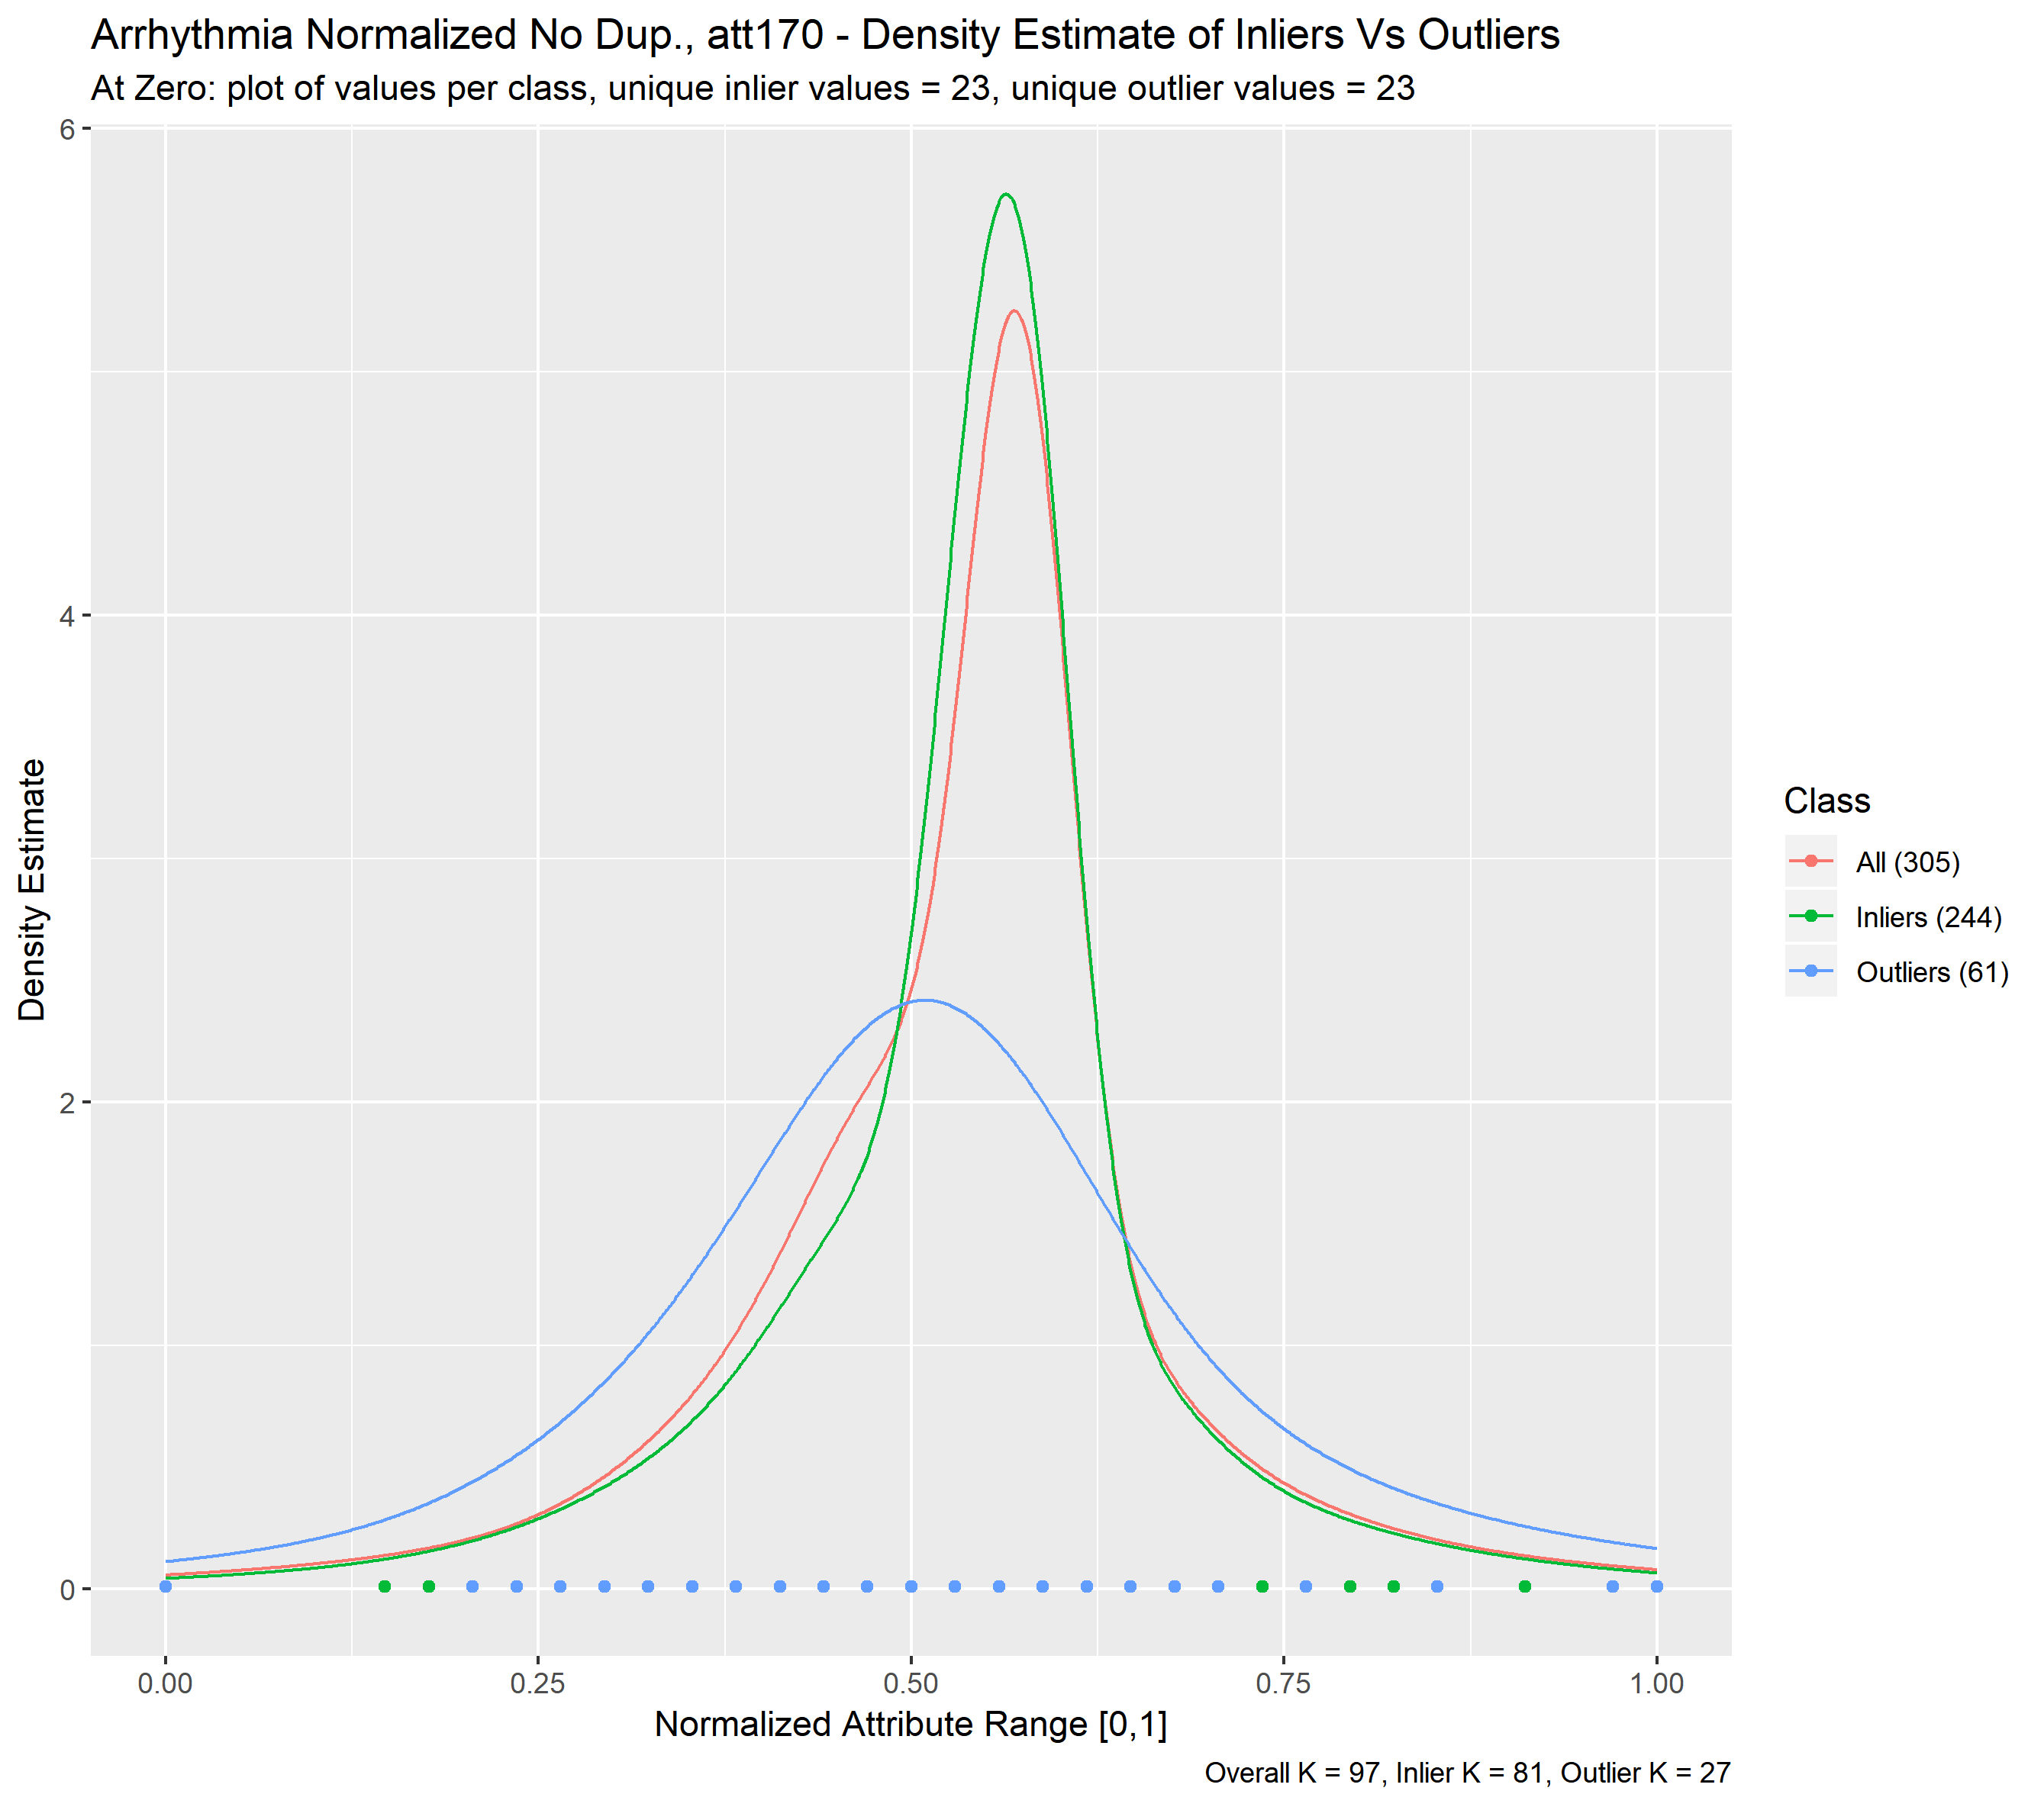 Arrhythmia Normalized No Dup., att170 - Density Estimate of Inliers Vs Outliers
At Zero: plot of values per class, unique inlier values = 23, unique outlier values = 23
6
4
2
0
Density Estimate
0.00 0.25 0.50 0.75 1.00
Normalized Attribute Range [0,1]
Overall K = 97, Inlier K = 81, Outlier K = 27
Class
All (305)
Inliers (244)
Outliers (61)